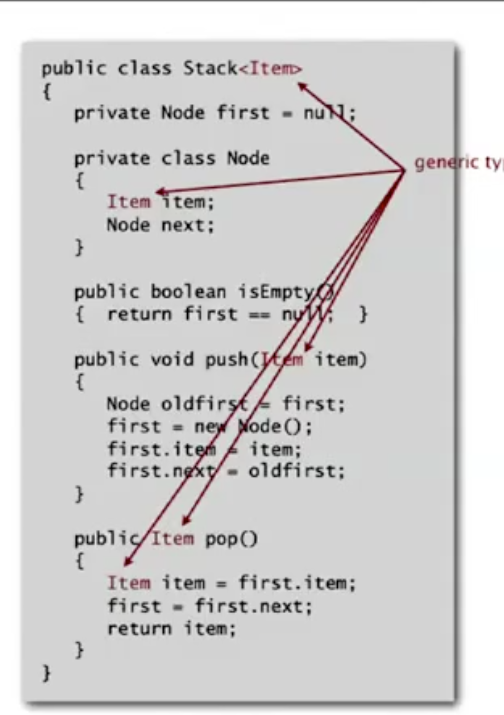 public class Stack<Item>
{
private Node first = null;
private class Node
generic typ
{
Item item;
Node next;
}
public boolean isEmpty()
{ return first == null; }
public void push(Item item)
{
Node oldfirst = first;
first = new Node();
first.item = item;
first.next = oldfirst;
}
public Item pop()
{
Item item = first.item;
first = first.next;
return item;
}
}